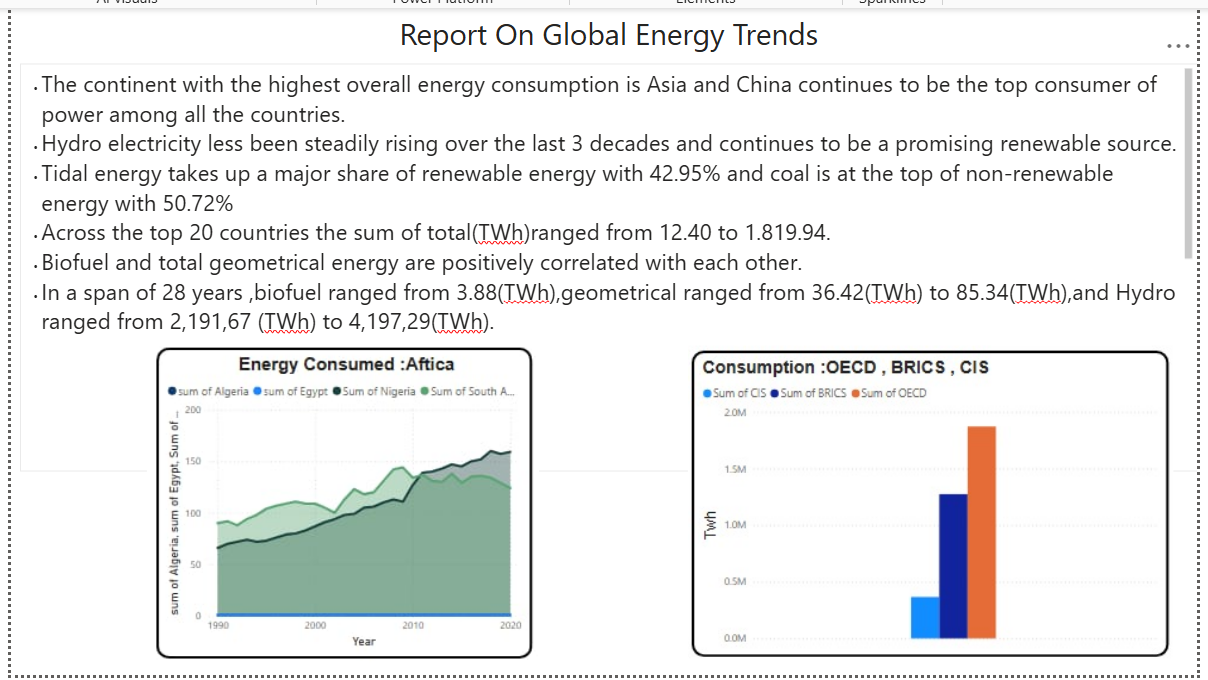 AI visuals Power Platform Elements Sparklines
Report On Global Energy Trends
...
. The continent with the highest overall energy consumption is Asia and China continues to be the top consumer of
power among all the countries.
. Hydro electricity less been steadily rising over the last 3 decades and continues to be a promising renewable source.
. Tidal energy takes up a major share of renewable energy with 42.95% and coal is at the top of non-renewable
energy with 50.72%
. Across the top 20 countries the sum of total(TWh)ranged from 12.40 to 1.819.94.
. Biofuel and total geometrical energy are positively correlated with each other.
. In a span of 28 years ,biofuel ranged from 3.88(TWh),geometrical ranged from 36.42(TWh) to 85.34(TWh),and Hydro
ranged from 2,191,67 (TWh) to 4,197,29(TWh).
Energy Consumed :Aftica
sum of Algeria sum of Egypt Sum of Nigeria Sum of South A...
sum of Algeria, sum of Egypt, Sum of ...
200
150
100
50
0
1990 2000 2010 2020
Year
Consumption :OECD , BRICS , CIS
Sum of CIS Sum of BRICS Sum of OECD
Twh
2.0M
1.5M
1.0M
0.5M
0.0M